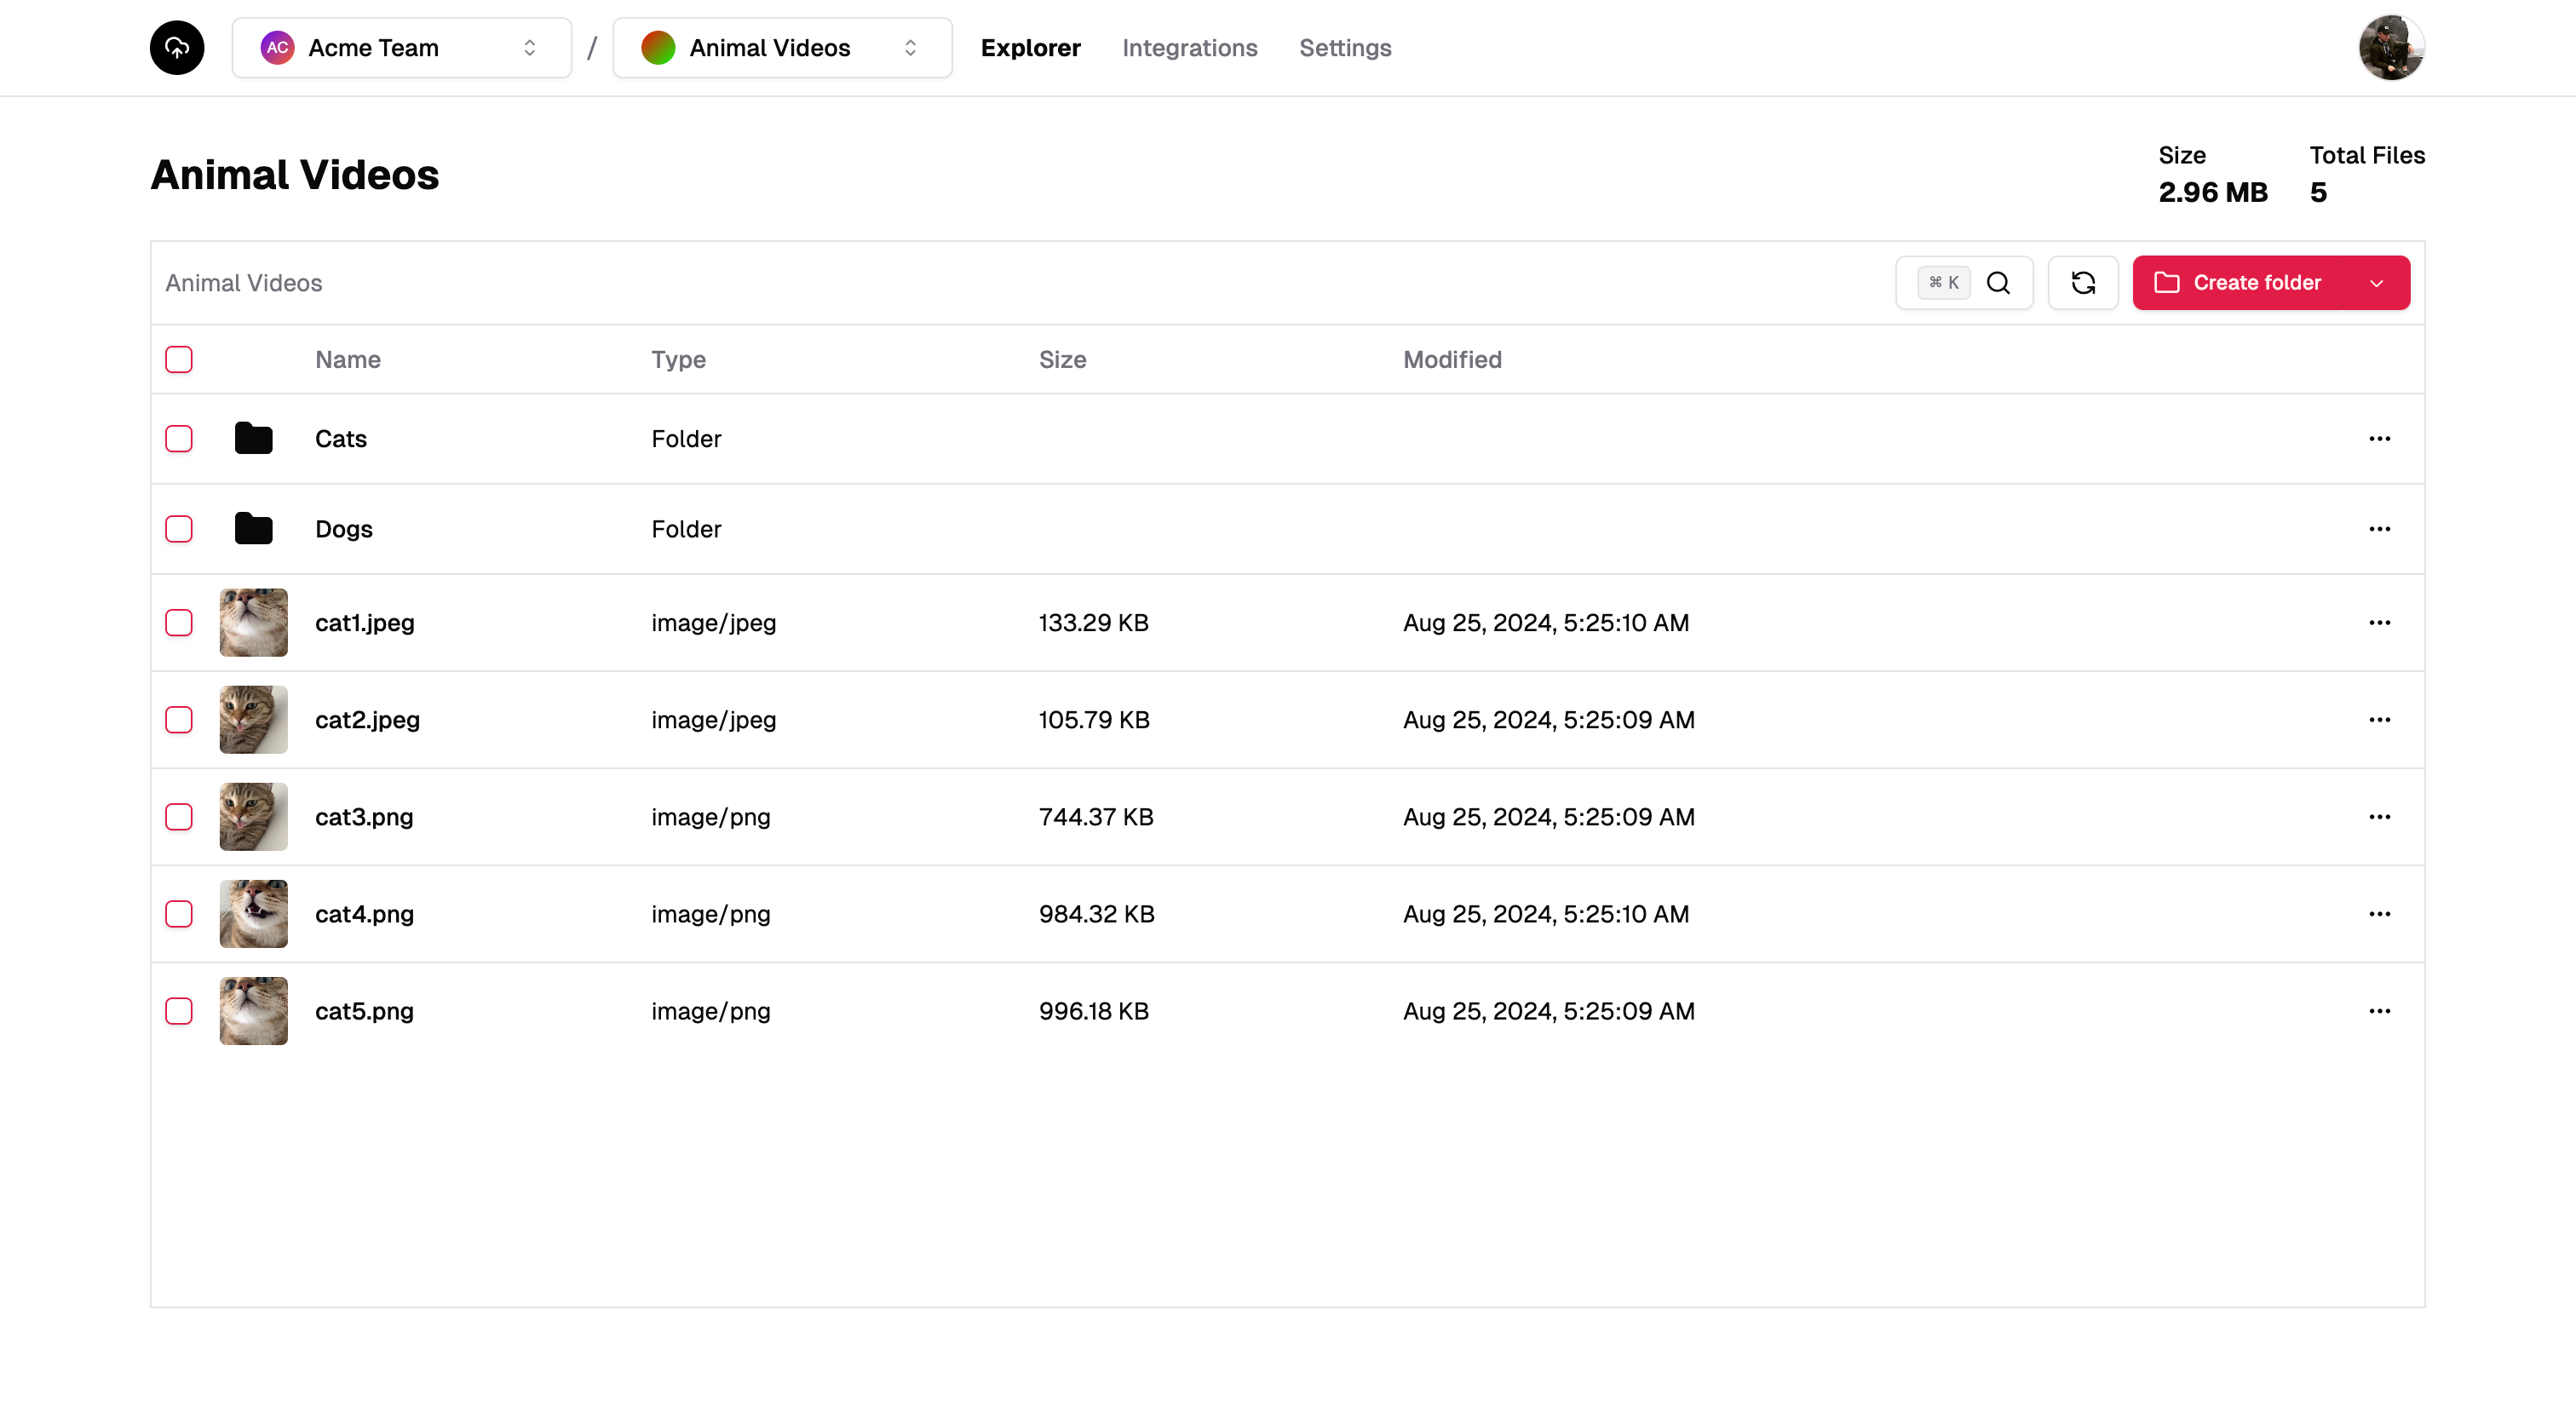 AC Acme Team / Animal Videos Explorer Integrations Settings
Animal Videos
Size Total Files
2.96 MB 5
Animal Videos ⌘ K Create folder
Name Type Size Modified
Cats Folder
Dogs Folder
cat1.jpeg image/jpeg 133.29 KB Aug 25, 2024, 5:25:10 AM
cat2.jpeg image/jpeg 105.79 KB Aug 25, 2024, 5:25:09 AM
cat3.png image/png 744.37 KB Aug 25, 2024, 5:25:09 AM
cat4.png image/png 984.32 KB Aug 25, 2024, 5:25:10 AM
cat5.png image/png 996.18 KB Aug 25, 2024, 5:25:09 AM